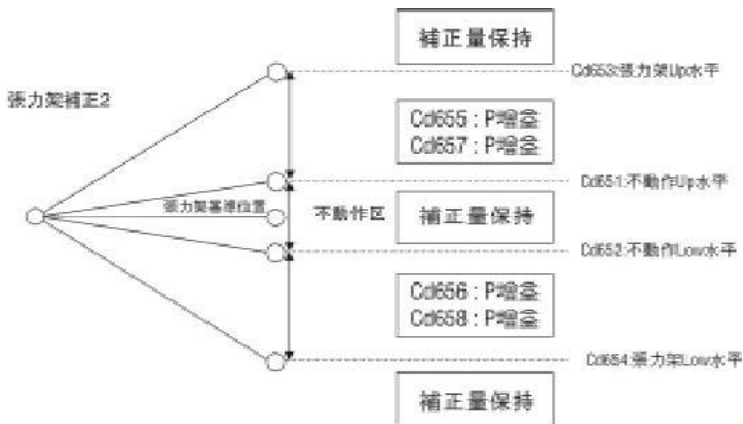 補正量保持
Cd653:張力架Up水平
張力架補正2
Cd655 : P增益
Cd657 : P增益
Cd651:不動作Up水平
張力架基準位置
不動作区
補正量保持
Cd652:不動作Low水平
Cd656 : P增益
Cd658 : P增益
Cd654:張力架Low水平
補正量保持